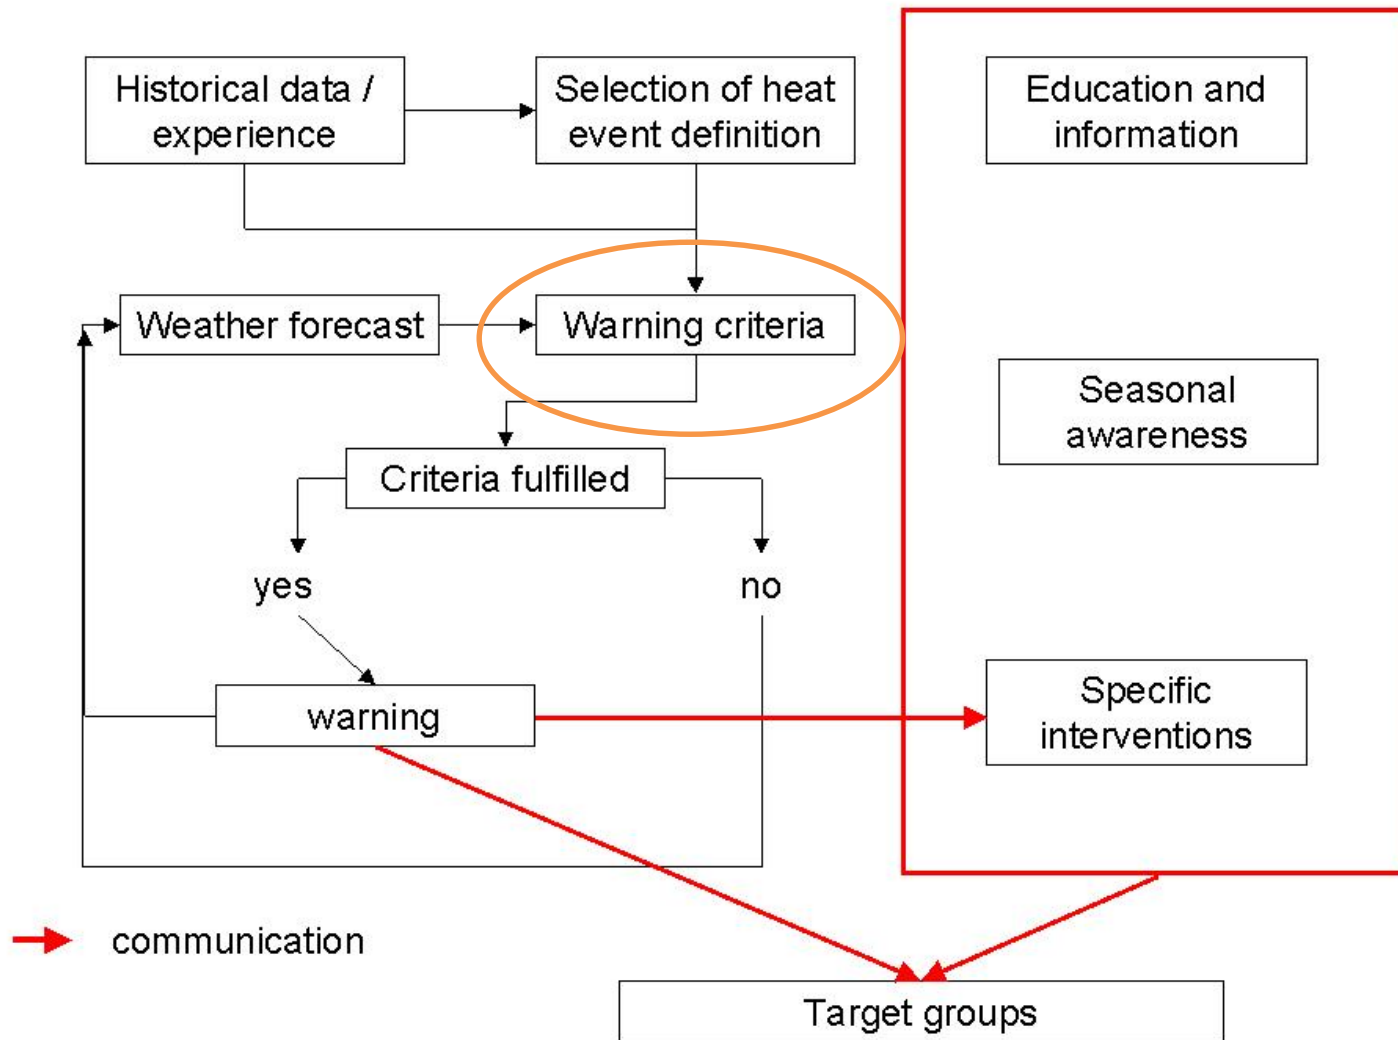 Historical data /
experience
Selection of heat
event definition
Education and
information
Weather forecast
Warning criteria
Seasonal
awareness
Criteria fulfilled
yes
no
warning
Specific
interventions
communication
Target groups